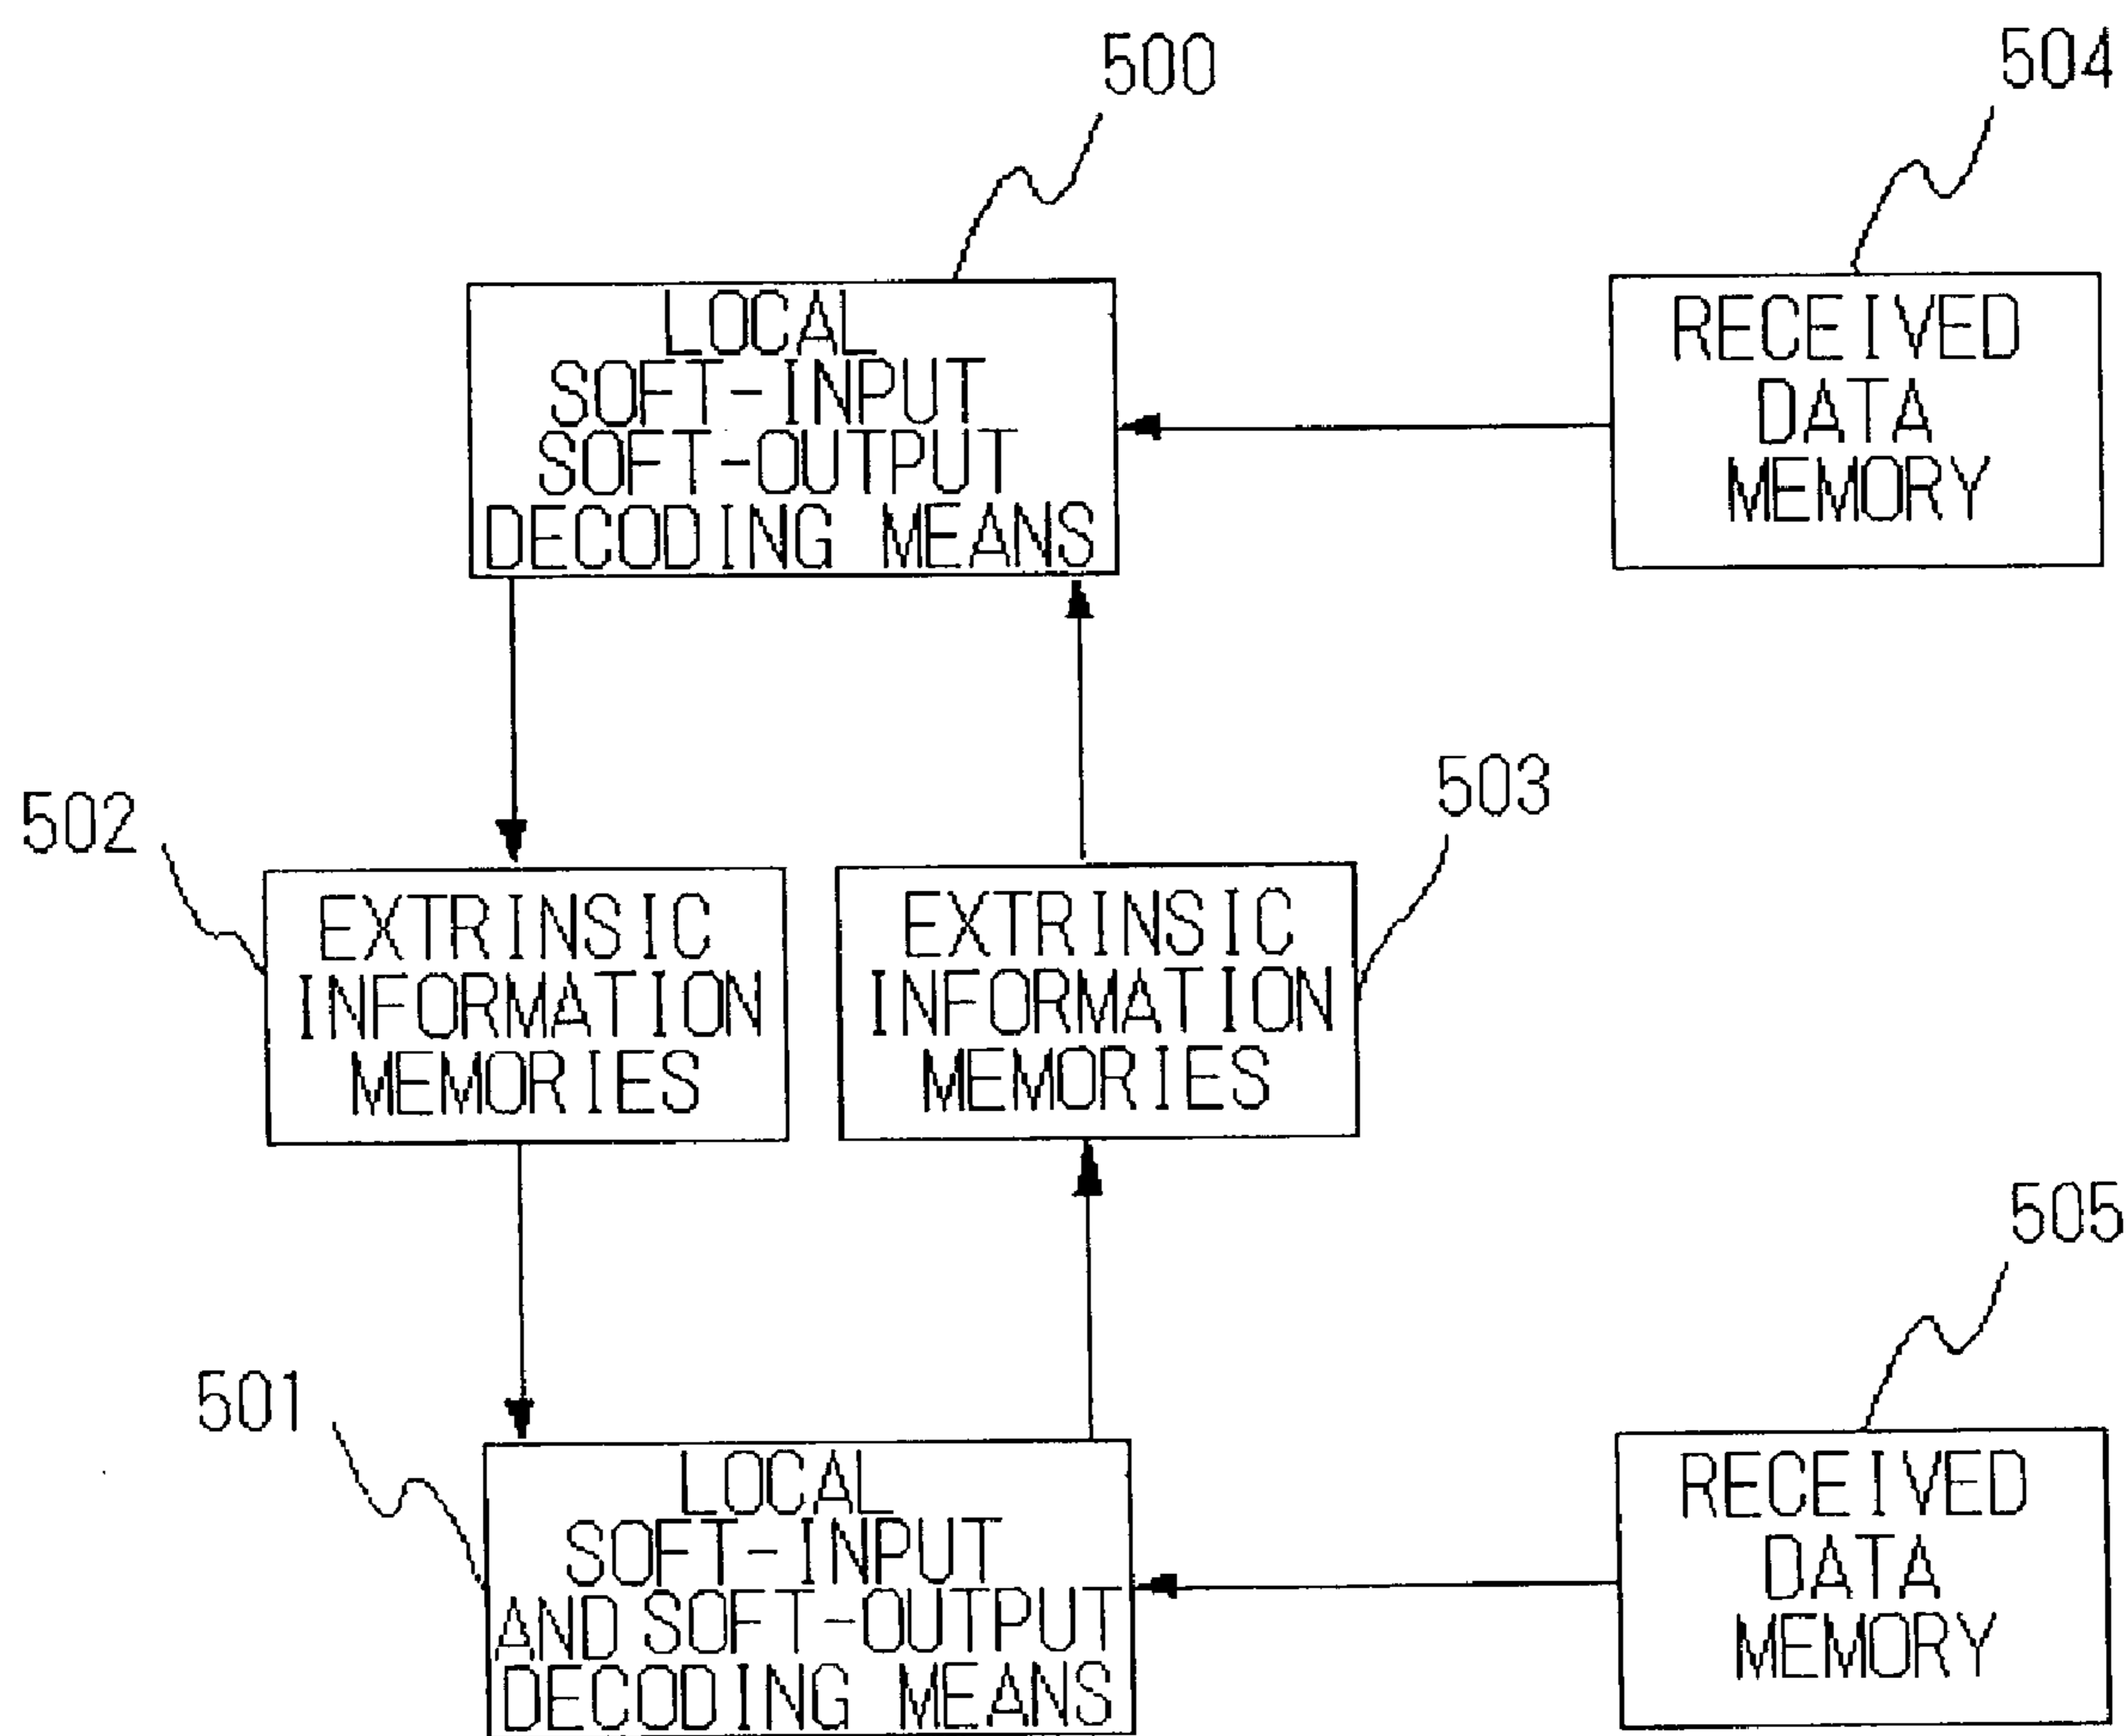 500
504
LOCAL
SOFT-INPUT
SOFT-OUTPUT
DECODING MEANS
RECEIVED
DATA
MEMORY
502
503
EXTRINSIC
INFORMATION
MEMORIES
EXTRINSIC
INFORMATION
MEMORIES
505
501
LOCAL
SOFT-INPUT
AND SOFT-OUTPUT
DECODING MEANS
RECEIVED
DATA
MEMORY